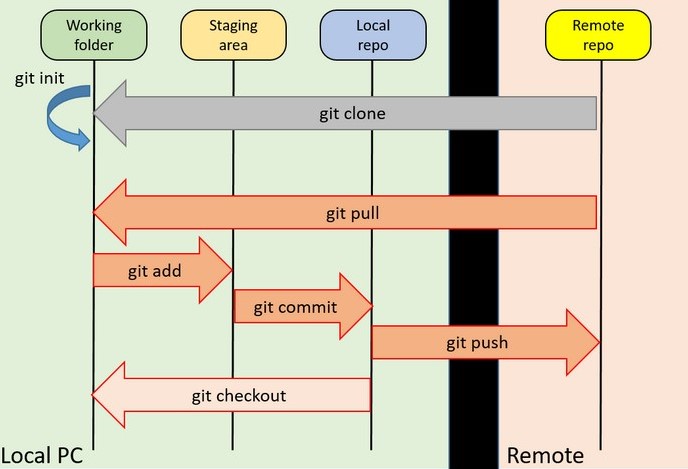 Working
folder
Staging
area
Local
repo
Remote
repo
git init
git clone
git pull
git add
git commit
git push
git checkout
Local PC
Remote